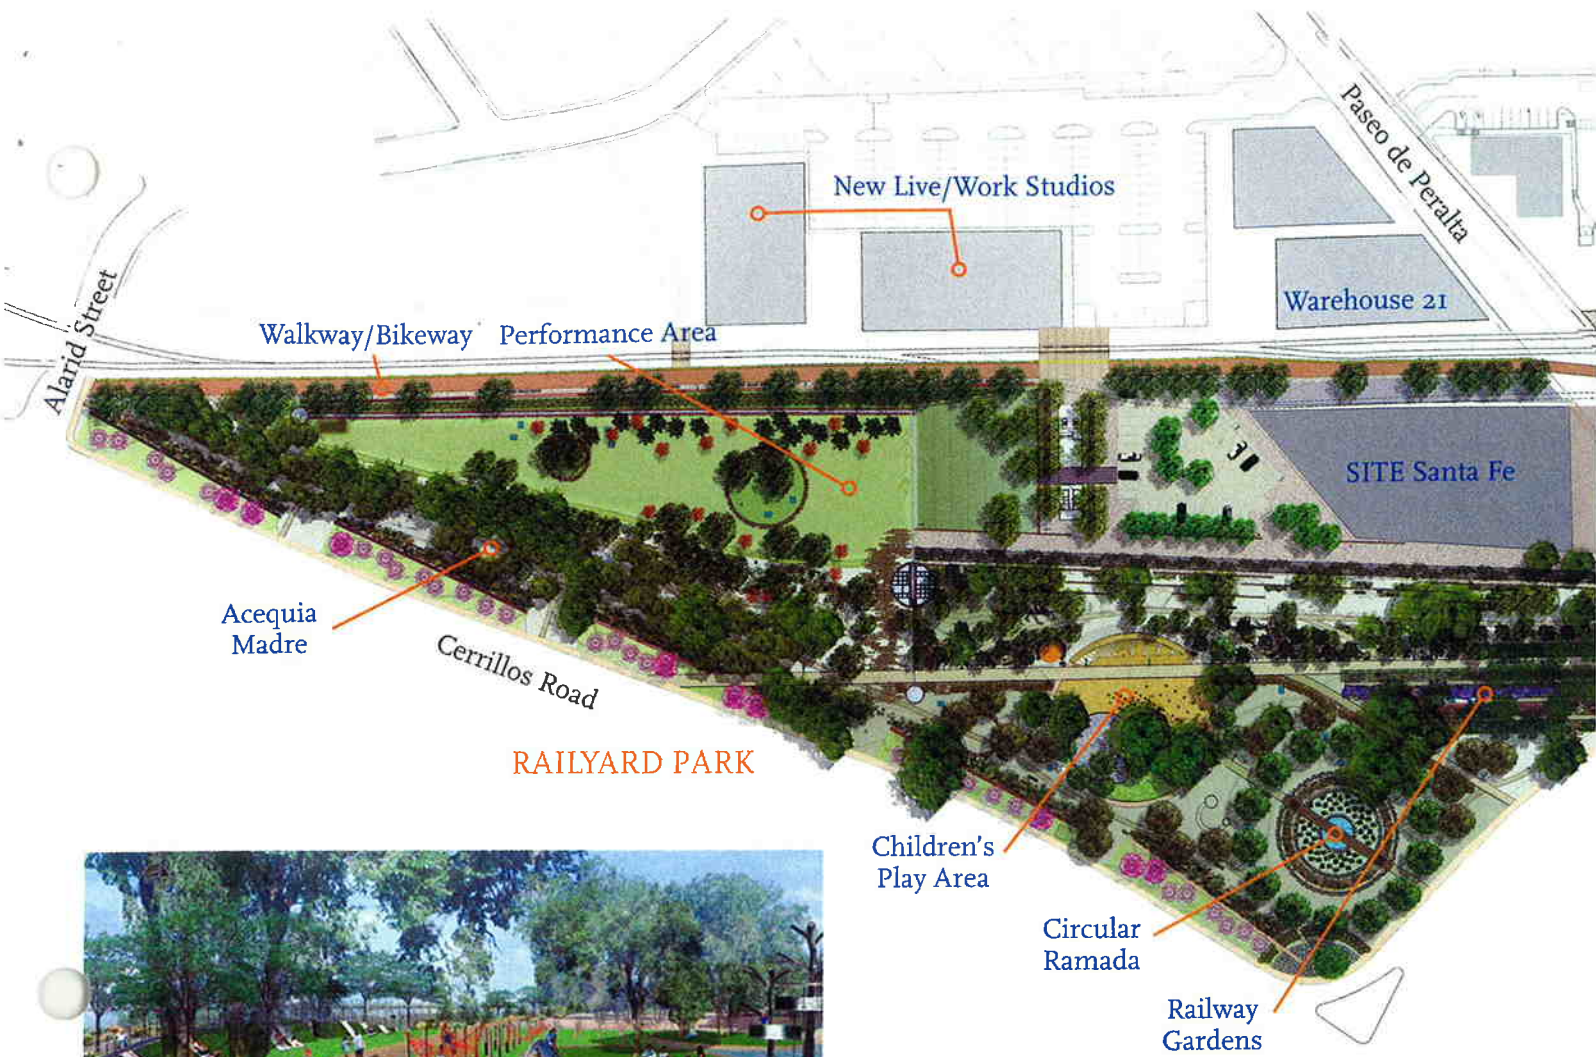 Paseo de Peralta
New Live/Work Studios
Warehouse 21
Alarid Street
Walkway/Bikeway
Performance Area
SITE Santa Fe
Acequia
Madre
Cerrillos Road
RAILYARD PARK
Children's
Play Area
Circular
Ramada
Railway
Gardens